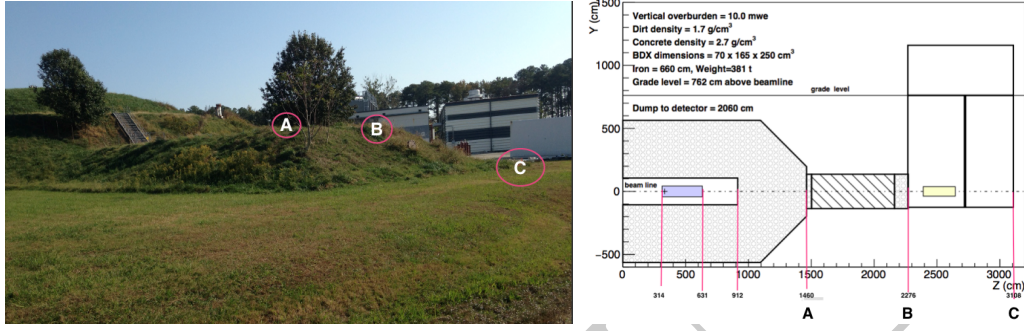 A
B
C
Vertical overburden = 10.0 mwe
Dirt density = 1.7 g/cm³
Concrete density = 2.7 g/cm³
BDX dimensions = 70 x 165 x 250 cm³
Iron = 660 cm, Weight=381 t
Grade level = 762 cm above beamline
grade level
Dump to detector = 2060 cm
beam line
Y (cm)
1500
1000
500
0
−500
0 500 1000 1500 2000 2500 3000
Z (cm)
314 631 912 1460 2276 3108
A B C